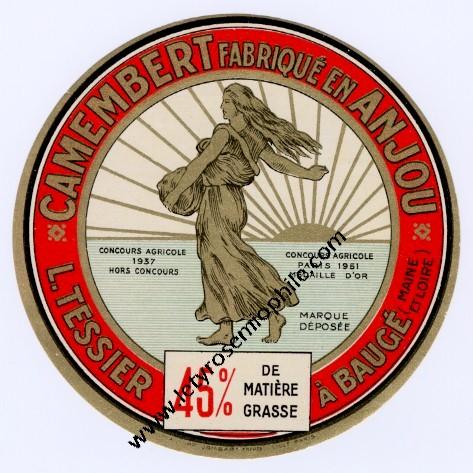 CAMEMBERT FABRIQUÉ EN ANJOU
CONCOURS AGRICOLE
1937
HORS CONCOURS
CONCOURS AGRICOLE
PARIS 1951
MÉDAILLE D'OR
MARQUE
DÉPOSÉE
L. TESSIER
À BAUGÉ (MAINE
ET LOIRE)
45% DE
MATIÈRE
GRASSE
www.letyrosemiophile.com